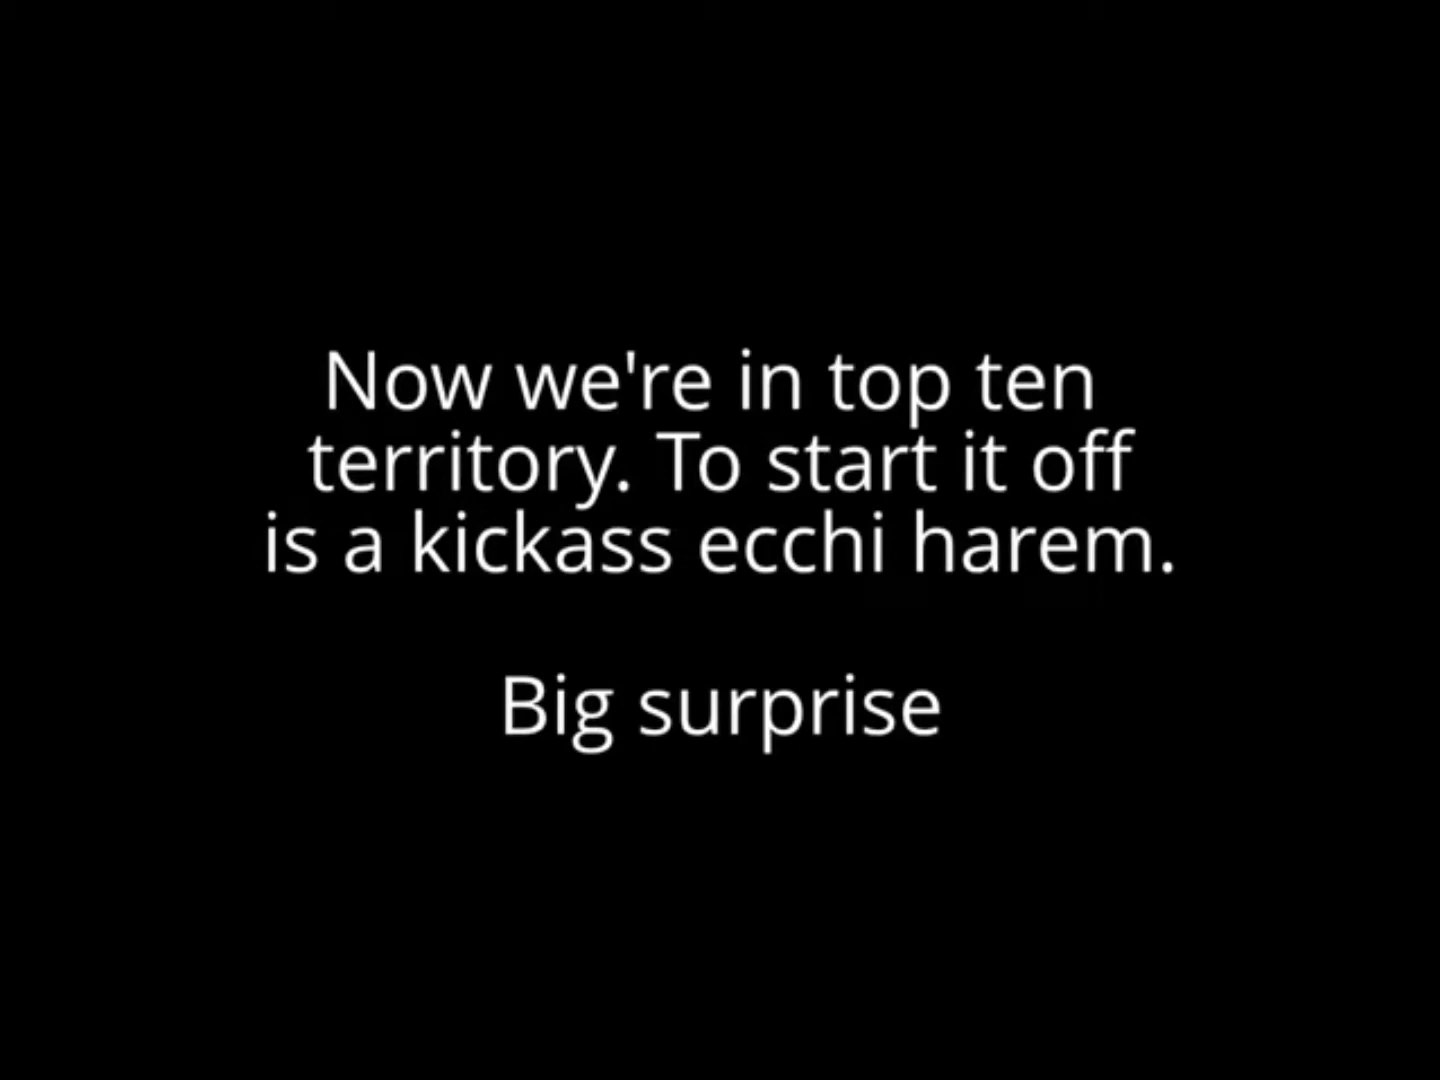 Now we're in top ten
territory. To start it off
is a kickass ecchi harem.
Big surprise